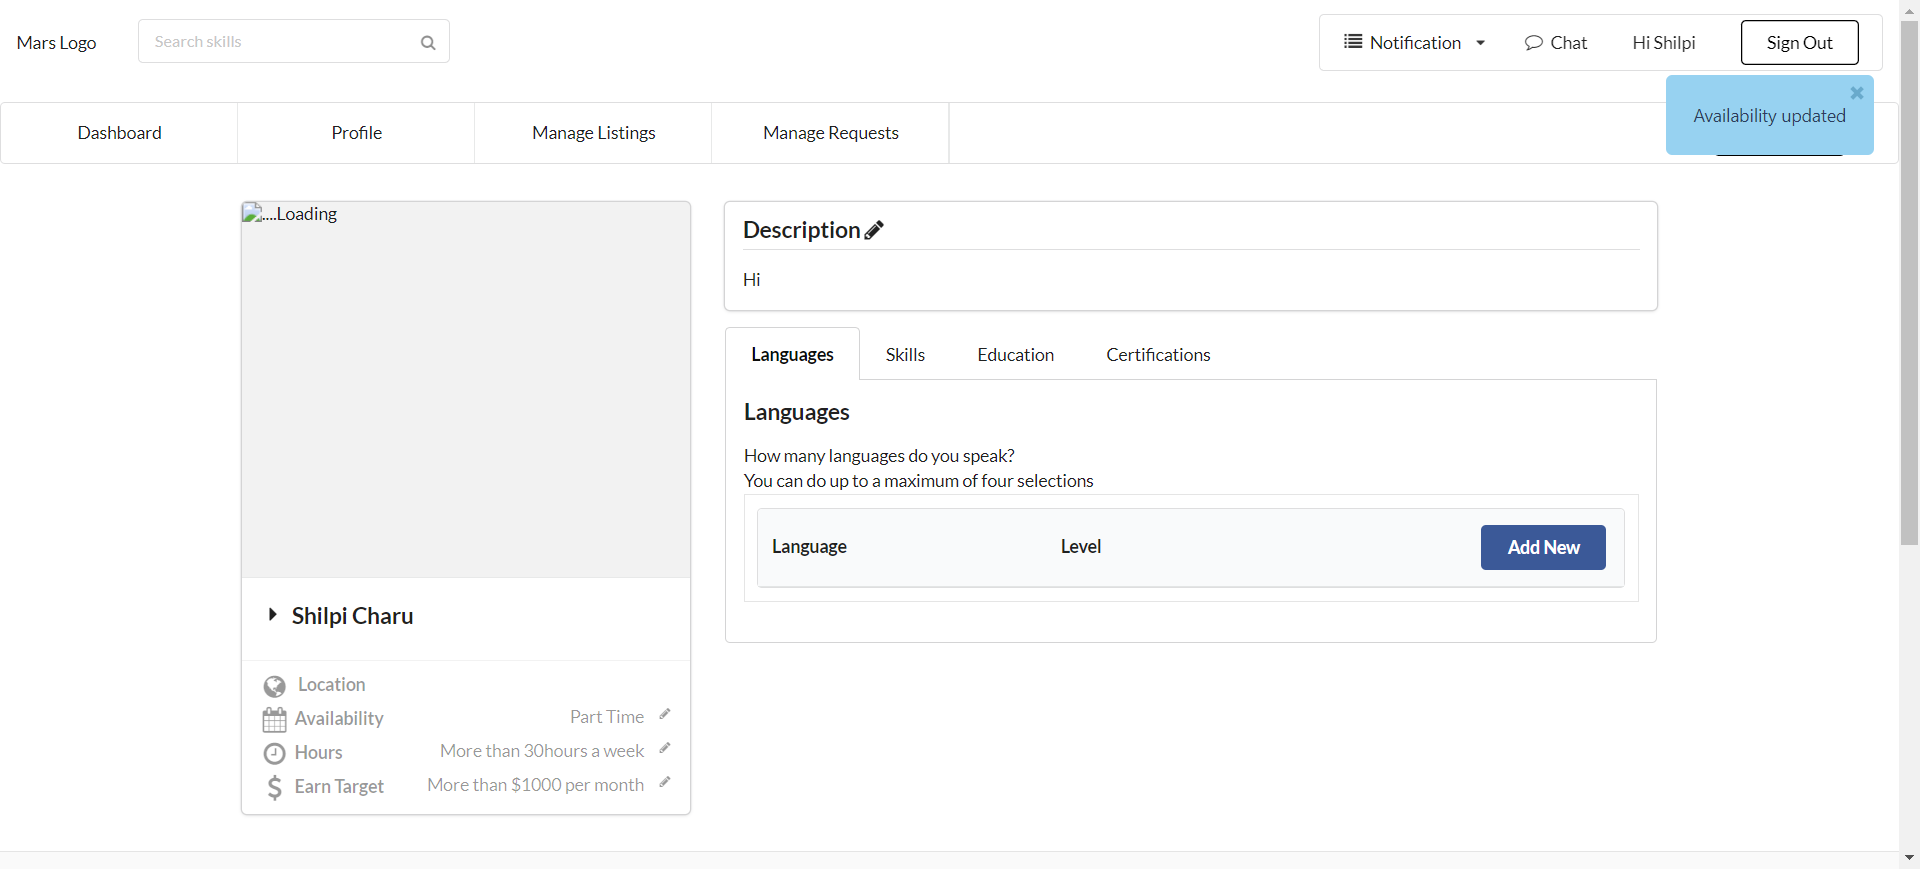 Mars Logo
Search skills
Notification
Chat
Hi Shilpi
Sign Out
Availability updated
Dashboard
Profile
Manage Listings
Manage Requests
....Loading
Shilpi Charu
Location
Availability
Part Time
Hours
More than 30hours a week
Earn Target
More than $1000 per month
Description
Hi
Languages
Skills
Education
Certifications
Languages
How many languages do you speak?
You can do up to a maximum of four selections
Language
Level
Add New